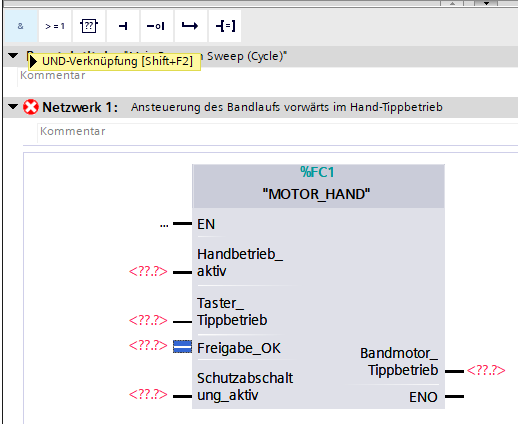 & >=1 [??] ⊣ –o| ↦ –[=]
UND-Verknüpfung [Shift+F2] n Sweep (Cycle)"
Kommentar
Netzwerk 1: Ansteuerung des Bandlaufs vorwärts im Hand-Tippbetrieb
Kommentar
%FC1
"MOTOR_HAND"
... EN
Handbetrieb_
<??.?> aktiv
Taster_
<??.?> Tippbetrieb
<??.?> Freigabe_OK
Bandmotor_
Tippbetrieb <??.?>
Schutzabschalt
<??.?> ung_aktiv
ENO